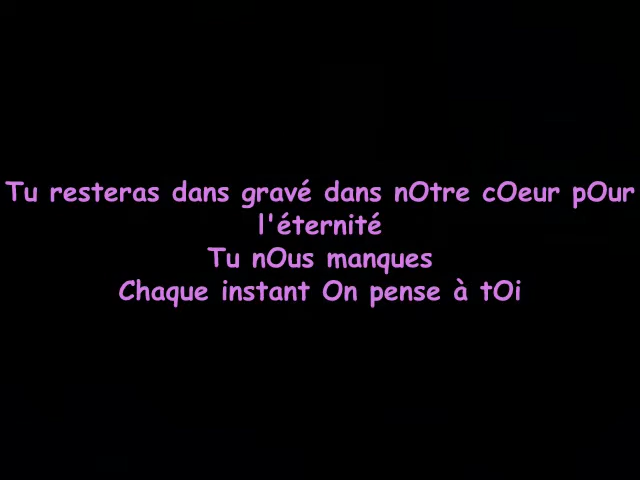 Tu resteras dans gravé dans nOtre cOeur pOur
l'éternité
Tu nOus manques
Chaque instant On pense à tOi